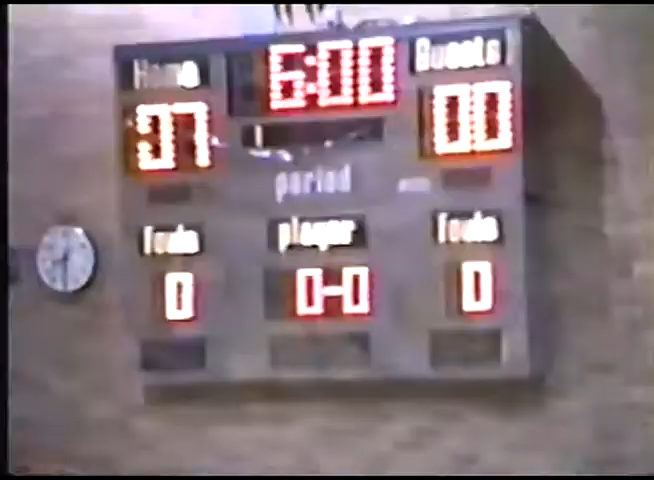 Home 6:00 Guests
37 00
period
Fouls player Fouls
0 0-0 0